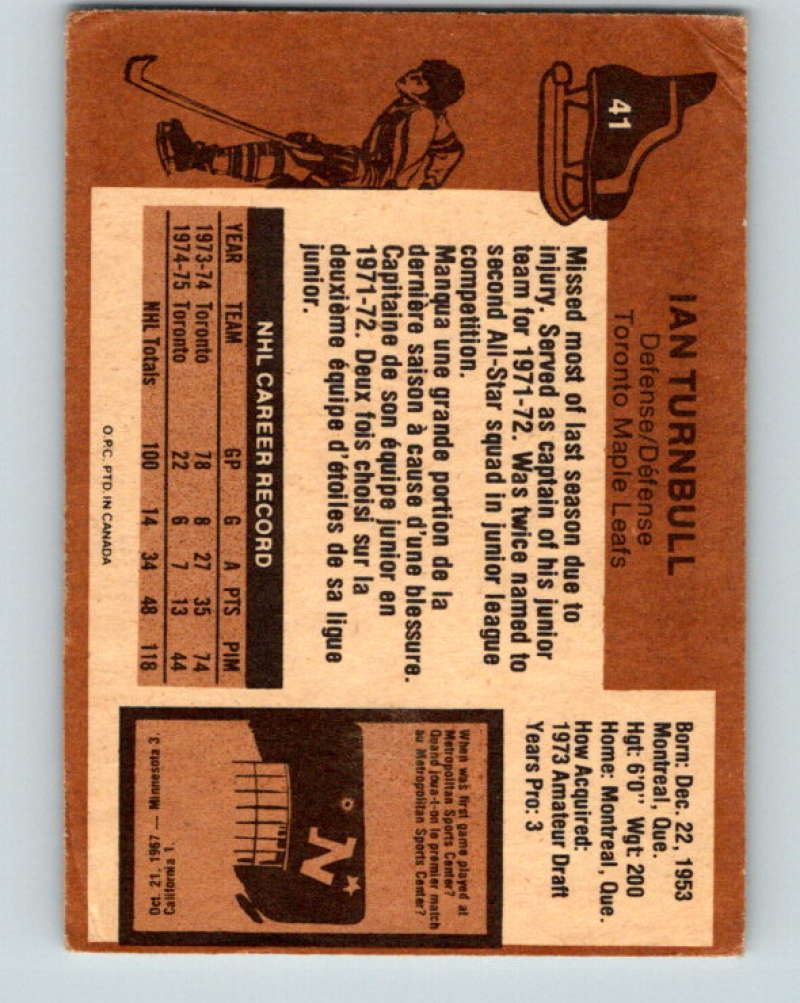 41
IAN TURNBULL
Defense/Défense
Toronto Maple Leafs
Born: Dec. 22, 1953
Montreal, Que.
Hgt: 6'0" Wgt: 200
Home: Montreal, Que.
How Acquired:
1973 Amateur Draft
Years Pro: 3
Missed most of last season due to
injury. Served as captain of his junior
team for 1971-72. Was twice named to
second All-Star squad in junior league
competition.
Manqua une grande portion de la
dernière saison à cause d'une blessure.
Capitaine de son équipe junior en
1971-72. Deux fois choisi sur la
deuxième équipe d'étoiles de sa ligue
junior.
NHL CAREER RECORD
YEAR TEAM GP G A PTS PIM
1973-74 Toronto 78 8 27 35 74
1974-75 Toronto 22 6 7 13 44
NHL Totals 100 14 34 48 118
O.P.C. PTD. IN CANADA
When was first game played at
Metropolitan Sports Center?
Quand joua-t-on le premier match
au Metropolitan Sports Center?
N
California 1.
Oct. 21, 1967 — Minnesota 3,